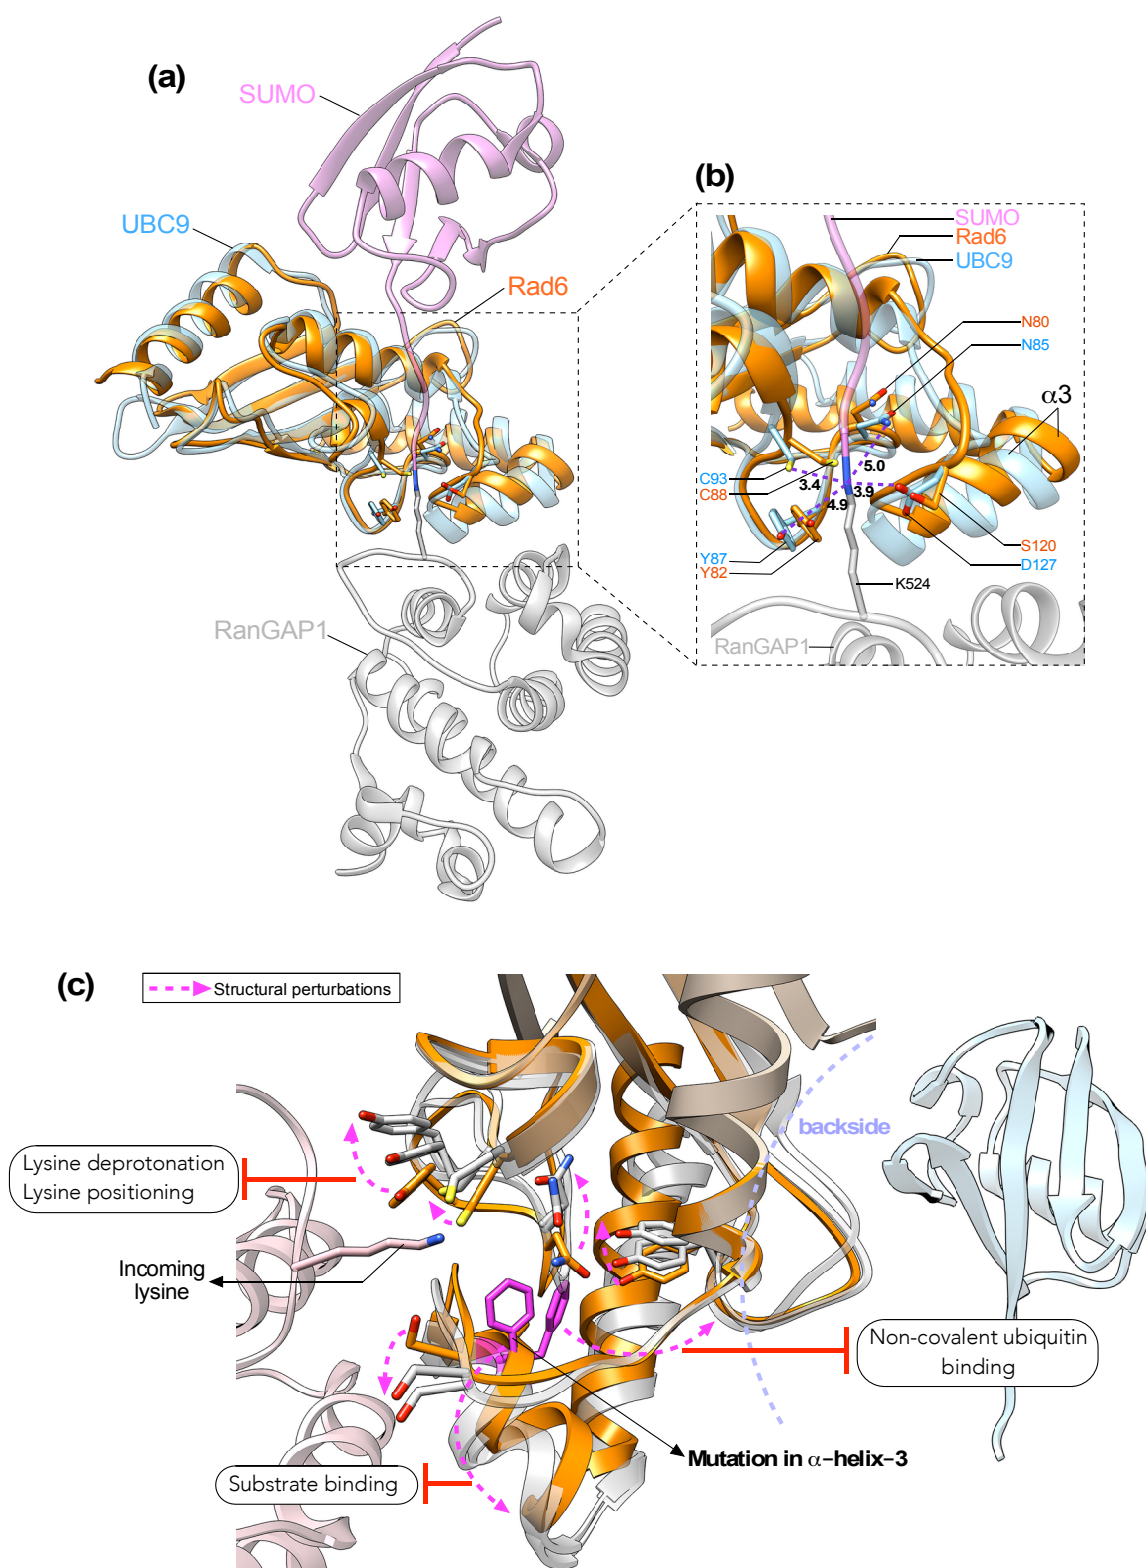 (a)
SUMO
UBC9
Rad6
RanGAP1
(b)
SUMO
Rad6
UBC9
N80
N85
α3
C93
C88
5.0
3.4
3.9
4.9
Y87
Y82
S120
D127
K524
RanGAP1
(c)
Structural perturbations
backside
Lysine deprotonation
Lysine positioning
Incoming
lysine
Non-covalent ubiquitin
binding
Mutation in α-helix-3
Substrate binding